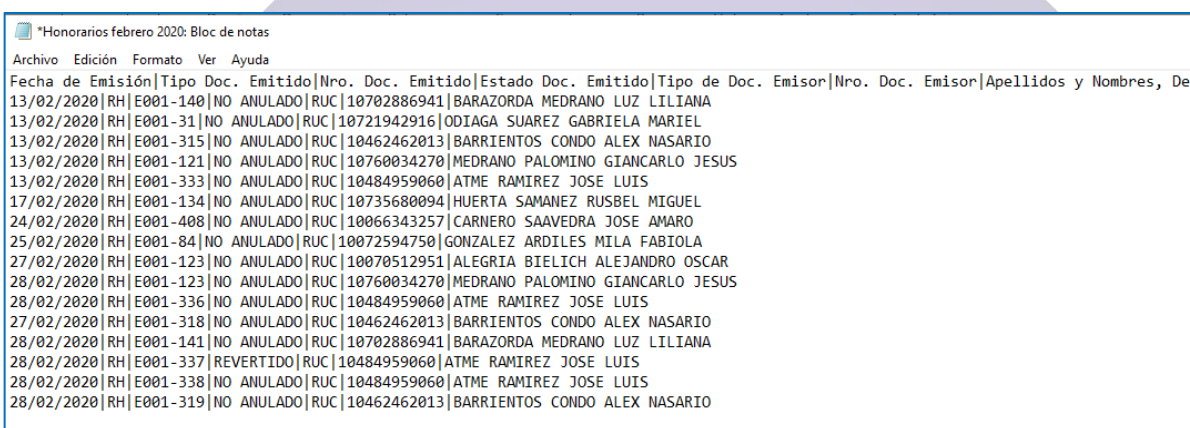 *Honorarios febrero 2020: Bloc de notas
Archivo Edición Formato Ver Ayuda
Fecha de Emisión|Tipo Doc. Emitido|Nro. Doc. Emitido|Estado Doc. Emitido|Tipo de Doc. Emisor|Nro. Doc. Emisor|Apellidos y Nombres, De
13/02/2020|RH|E001-140|NO ANULADO|RUC|10702886941|BARAZORDA MEDRANO LUZ LILIANA
13/02/2020|RH|E001-31|NO ANULADO|RUC|10721942916|ODIAGA SUAREZ GABRIELA MARIEL
13/02/2020|RH|E001-315|NO ANULADO|RUC|10462462013|BARRIENTOS CONDO ALEX NASARIO
13/02/2020|RH|E001-121|NO ANULADO|RUC|10760034270|MEDRANO PALOMINO GIANCARLO JESUS
13/02/2020|RH|E001-333|NO ANULADO|RUC|10484959060|ATME RAMIREZ JOSE LUIS
17/02/2020|RH|E001-134|NO ANULADO|RUC|10735680094|HUERTA SAMANEZ RUSBEL MIGUEL
24/02/2020|RH|E001-408|NO ANULADO|RUC|10066343257|CARNERO SAAVEDRA JOSE AMARO
25/02/2020|RH|E001-84|NO ANULADO|RUC|10072594750|GONZALEZ ARDILES MILA FABIOLA
27/02/2020|RH|E001-123|NO ANULADO|RUC|10070512951|ALEGRIA BIELICH ALEJANDRO OSCAR
28/02/2020|RH|E001-123|NO ANULADO|RUC|10760034270|MEDRANO PALOMINO GIANCARLO JESUS
28/02/2020|RH|E001-336|NO ANULADO|RUC|10484959060|ATME RAMIREZ JOSE LUIS
27/02/2020|RH|E001-318|NO ANULADO|RUC|10462462013|BARRIENTOS CONDO ALEX NASARIO
28/02/2020|RH|E001-141|NO ANULADO|RUC|10702886941|BARAZORDA MEDRANO LUZ LILIANA
28/02/2020|RH|E001-337|REVERTIDO|RUC|10484959060|ATME RAMIREZ JOSE LUIS
28/02/2020|RH|E001-338|NO ANULADO|RUC|10484959060|ATME RAMIREZ JOSE LUIS
28/02/2020|RH|E001-319|NO ANULADO|RUC|10462462013|BARRIENTOS CONDO ALEX NASARIO